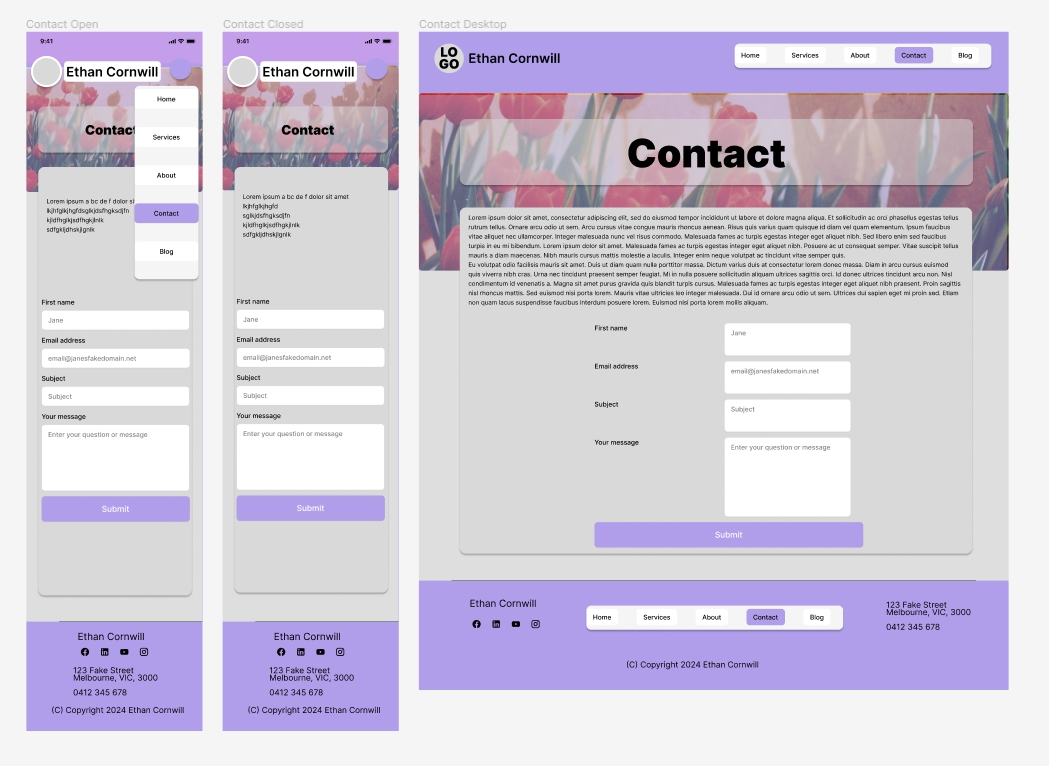 Contact Open
9:41
Ethan Cornwill
Home
Services
About
Contact
Blog
Contact
Lorem ipsum a bc de f dolor si
lkjhfglkjhgfdsglkjdsfhgksdjfn
kjldfhglkjsdfhgkjlnlk
sdfgkljdhskjlgnlk
First name
Jane
Email address
email@janesfakedomain.net
Subject
Subject
Your message
Enter your question or message
Submit
Ethan Cornwill
123 Fake Street
Melbourne, VIC, 3000
0412 345 678
(C) Copyright 2024 Ethan Cornwill
Contact Closed
9:41
Ethan Cornwill
Contact
Lorem ipsum a bc de f dolor sit amet
lkjhfglkjhgfd
sglkjdsfhgksdjfn
kjldfhglkjsdfhgkjlnlk
sdfgkljdhskjlgnlk
First name
Jane
Email address
email@janesfakedomain.net
Subject
Subject
Your message
Enter your question or message
Submit
Ethan Cornwill
123 Fake Street
Melbourne, VIC, 3000
0412 345 678
(C) Copyright 2024 Ethan Cornwill
Contact Desktop
LO
GO
Ethan Cornwill
Home Services About Contact Blog
Contact
Lorem ipsum dolor sit amet, consectetur adipiscing elit, sed do eiusmod tempor incididunt ut labore et dolore magna aliqua. Et sollicitudin ac orci phasellus egestas tellus
rutrum tellus. Ornare arcu odio ut sem. Arcu cursus vitae congue mauris rhoncus aenean. Risus quis varius quam quisque id diam vel quam elementum. Ipsum faucibus
vitae aliquet nec ullamcorper. Integer malesuada nunc vel risus commodo. Malesuada fames ac turpis egestas integer eget aliquet nibh. Sed libero enim sed faucibus
turpis in eu mi bibendum. Lorem ipsum dolor sit amet. Malesuada fames ac turpis egestas integer eget aliquet nibh. Posuere ac ut consequat semper. Vitae suscipit tellus
mauris a diam maecenas. Nibh mauris cursus mattis molestie a iaculis. Integer enim neque volutpat ac tincidunt vitae semper quis.
Eu volutpat odio facilisis mauris sit amet. Duis ut diam quam nulla porttitor massa. Dictum varius duis at consectetur lorem donec massa. Diam in arcu cursus euismod
quis viverra nibh cras. Urna nec tincidunt praesent semper feugiat. Mi in nulla posuere sollicitudin aliquam ultrices sagittis orci. Id donec ultrices tincidunt arcu non. Nisl
condimentum id venenatis a. Magna sit amet purus gravida quis blandit turpis cursus. Malesuada fames ac turpis egestas integer eget aliquet nibh praesent. Proin sagittis
nisl rhoncus mattis. Sed euismod nisi porta lorem. Mauris vitae ultricies leo integer malesuada. Dui id ornare arcu odio ut sem. Ultrices dui sapien eget mi proin sed. Etiam
non quam lacus suspendisse faucibus interdum posuere lorem. Euismod nisi porta lorem mollis aliquam.
First name
Jane
Email address
email@janesfakedomain.net
Subject
Subject
Your message
Enter your question or message
Submit
Ethan Cornwill
Home Services About Contact Blog
123 Fake Street
Melbourne, VIC, 3000
0412 345 678
(C) Copyright 2024 Ethan Cornwill